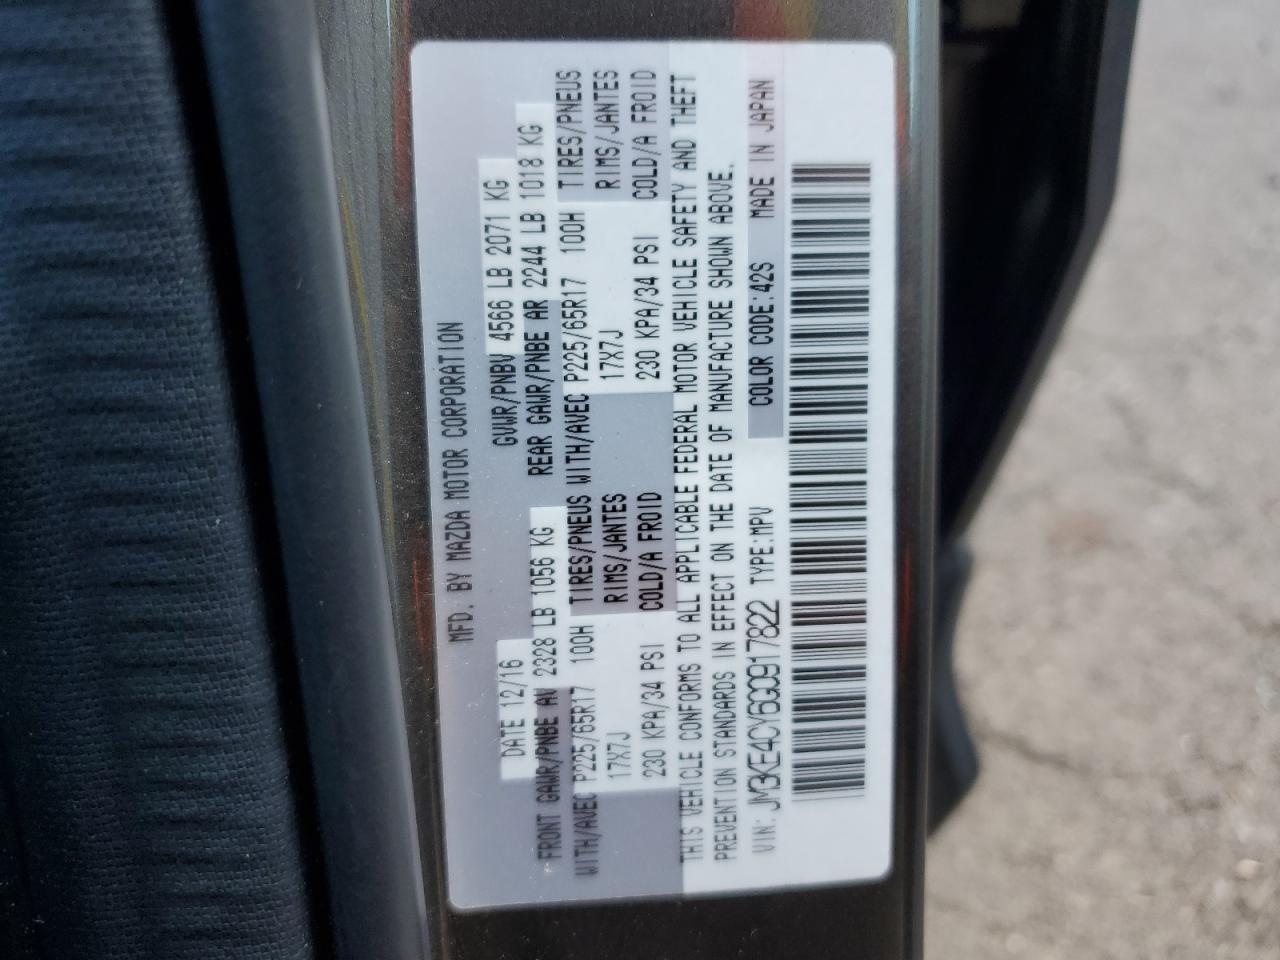 MFD. BY MAZDA MOTOR CORPORATION
DATE 12/16 GVWR/PNBV 4566 LB 2071 KG
FRONT GAWR/PNBE AV 2328 LB 1056 KG REAR GAWR/PNBE AR 2244 LB 1018 KG
WITH/AVEC P225/65R17 100H TIRES/PNEUS WITH/AVEC P225/65R17 100H TIRES/PNEUS
17X7J RIMS/JANTES 17X7J RIMS/JANTES
230 KPA/34 PSI COLD/A FROID 230 KPA/34 PSI COLD/A FROID
THIS VEHICLE CONFORMS TO ALL APPLICABLE FEDERAL MOTOR VEHICLE SAFETY AND THEFT
PREVENTION STANDARDS IN EFFECT ON THE DATE OF MANUFACTURE SHOWN ABOVE.
VIN: JM3KE4CY6G0917822 TYPE:MPV COLOR CODE:42S MADE IN JAPAN